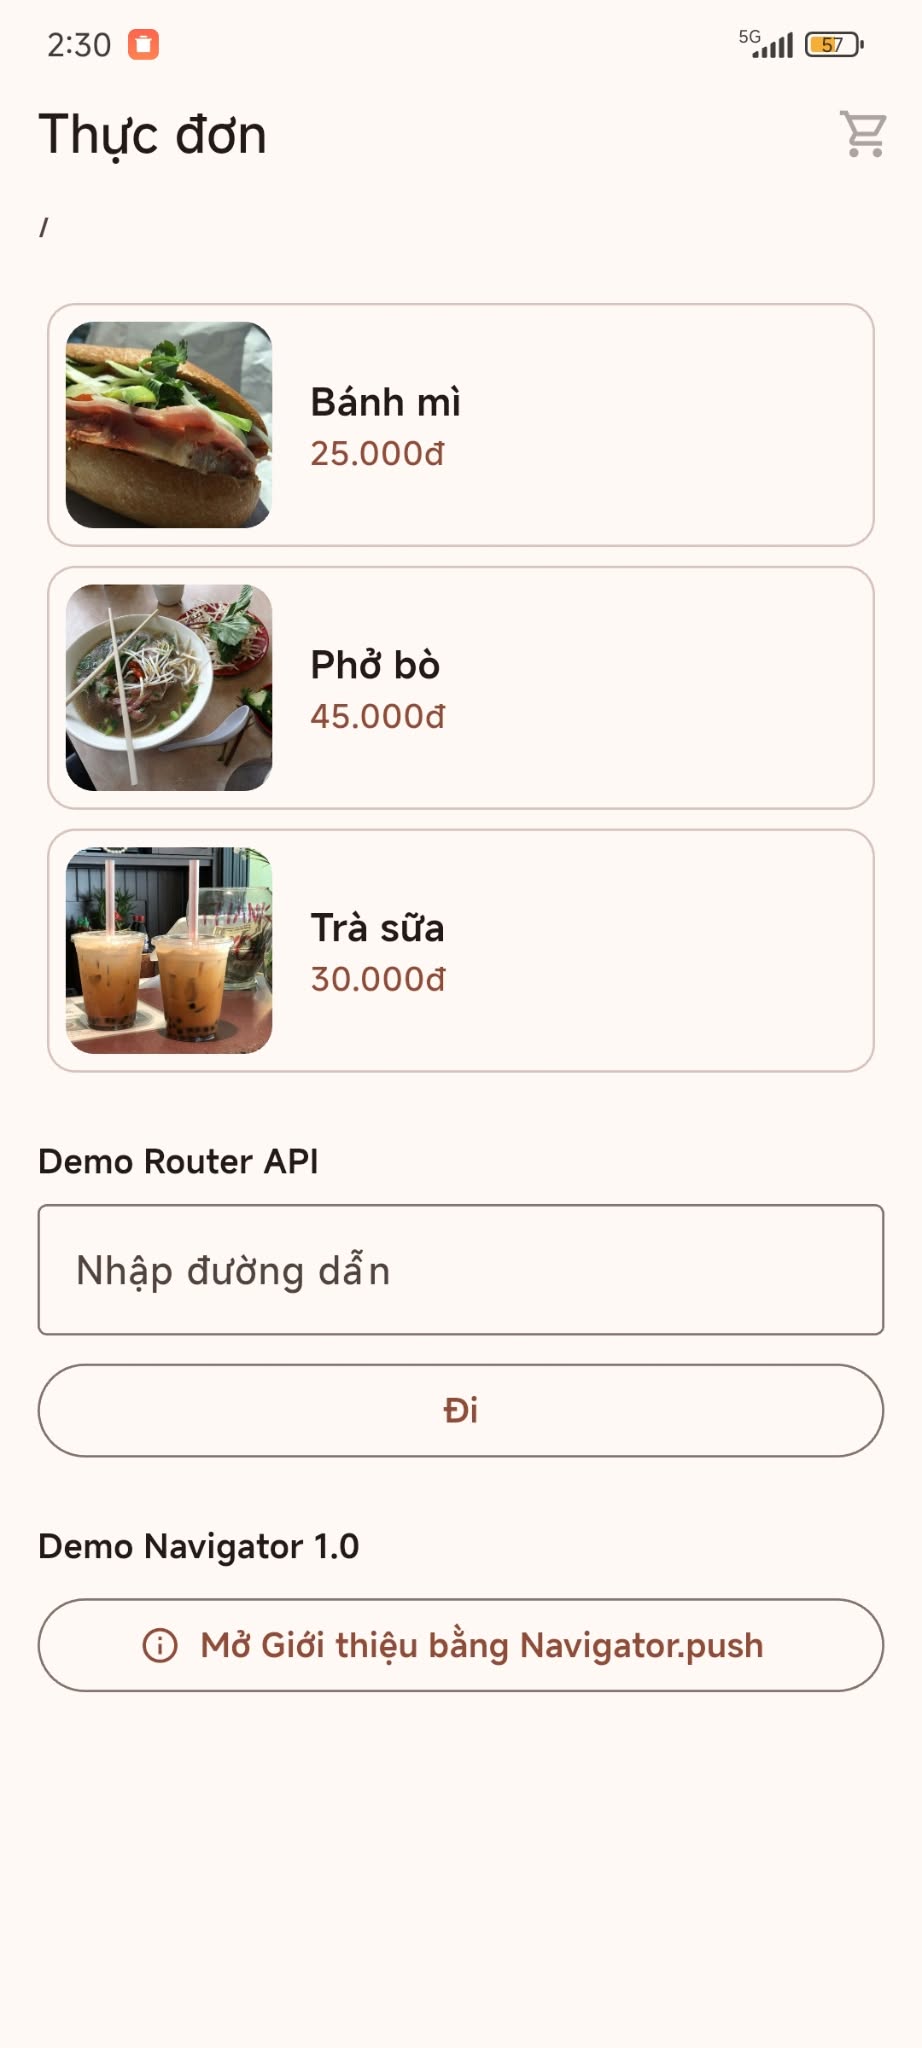 2:30
5G
57
Thực đơn
/
Bánh mì
25.000đ
Phở bò
45.000đ
Trà sữa
30.000đ
Demo Router API
Nhập đường dẫn
Đi
Demo Navigator 1.0
Mở Giới thiệu bằng Navigator.push